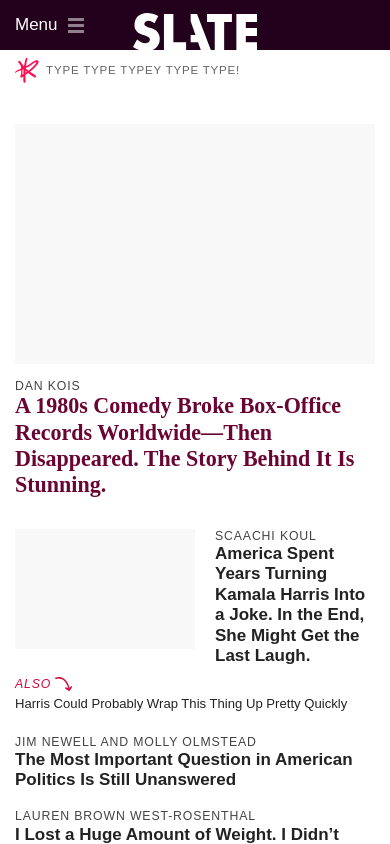 Menu
SLATE
TYPE TYPE TYPEY TYPE TYPE!
DAN KOIS
A 1980s Comedy Broke Box-Office
Records Worldwide—Then
Disappeared. The Story Behind It Is
Stunning.
SCAACHI KOUL
America Spent
Years Turning
Kamala Harris Into
a Joke. In the End,
She Might Get the
Last Laugh.
ALSO
Harris Could Probably Wrap This Thing Up Pretty Quickly
JIM NEWELL AND MOLLY OLMSTEAD
The Most Important Question in American
Politics Is Still Unanswered
LAUREN BROWN WEST-ROSENTHAL
I Lost a Huge Amount of Weight. I Didn’t